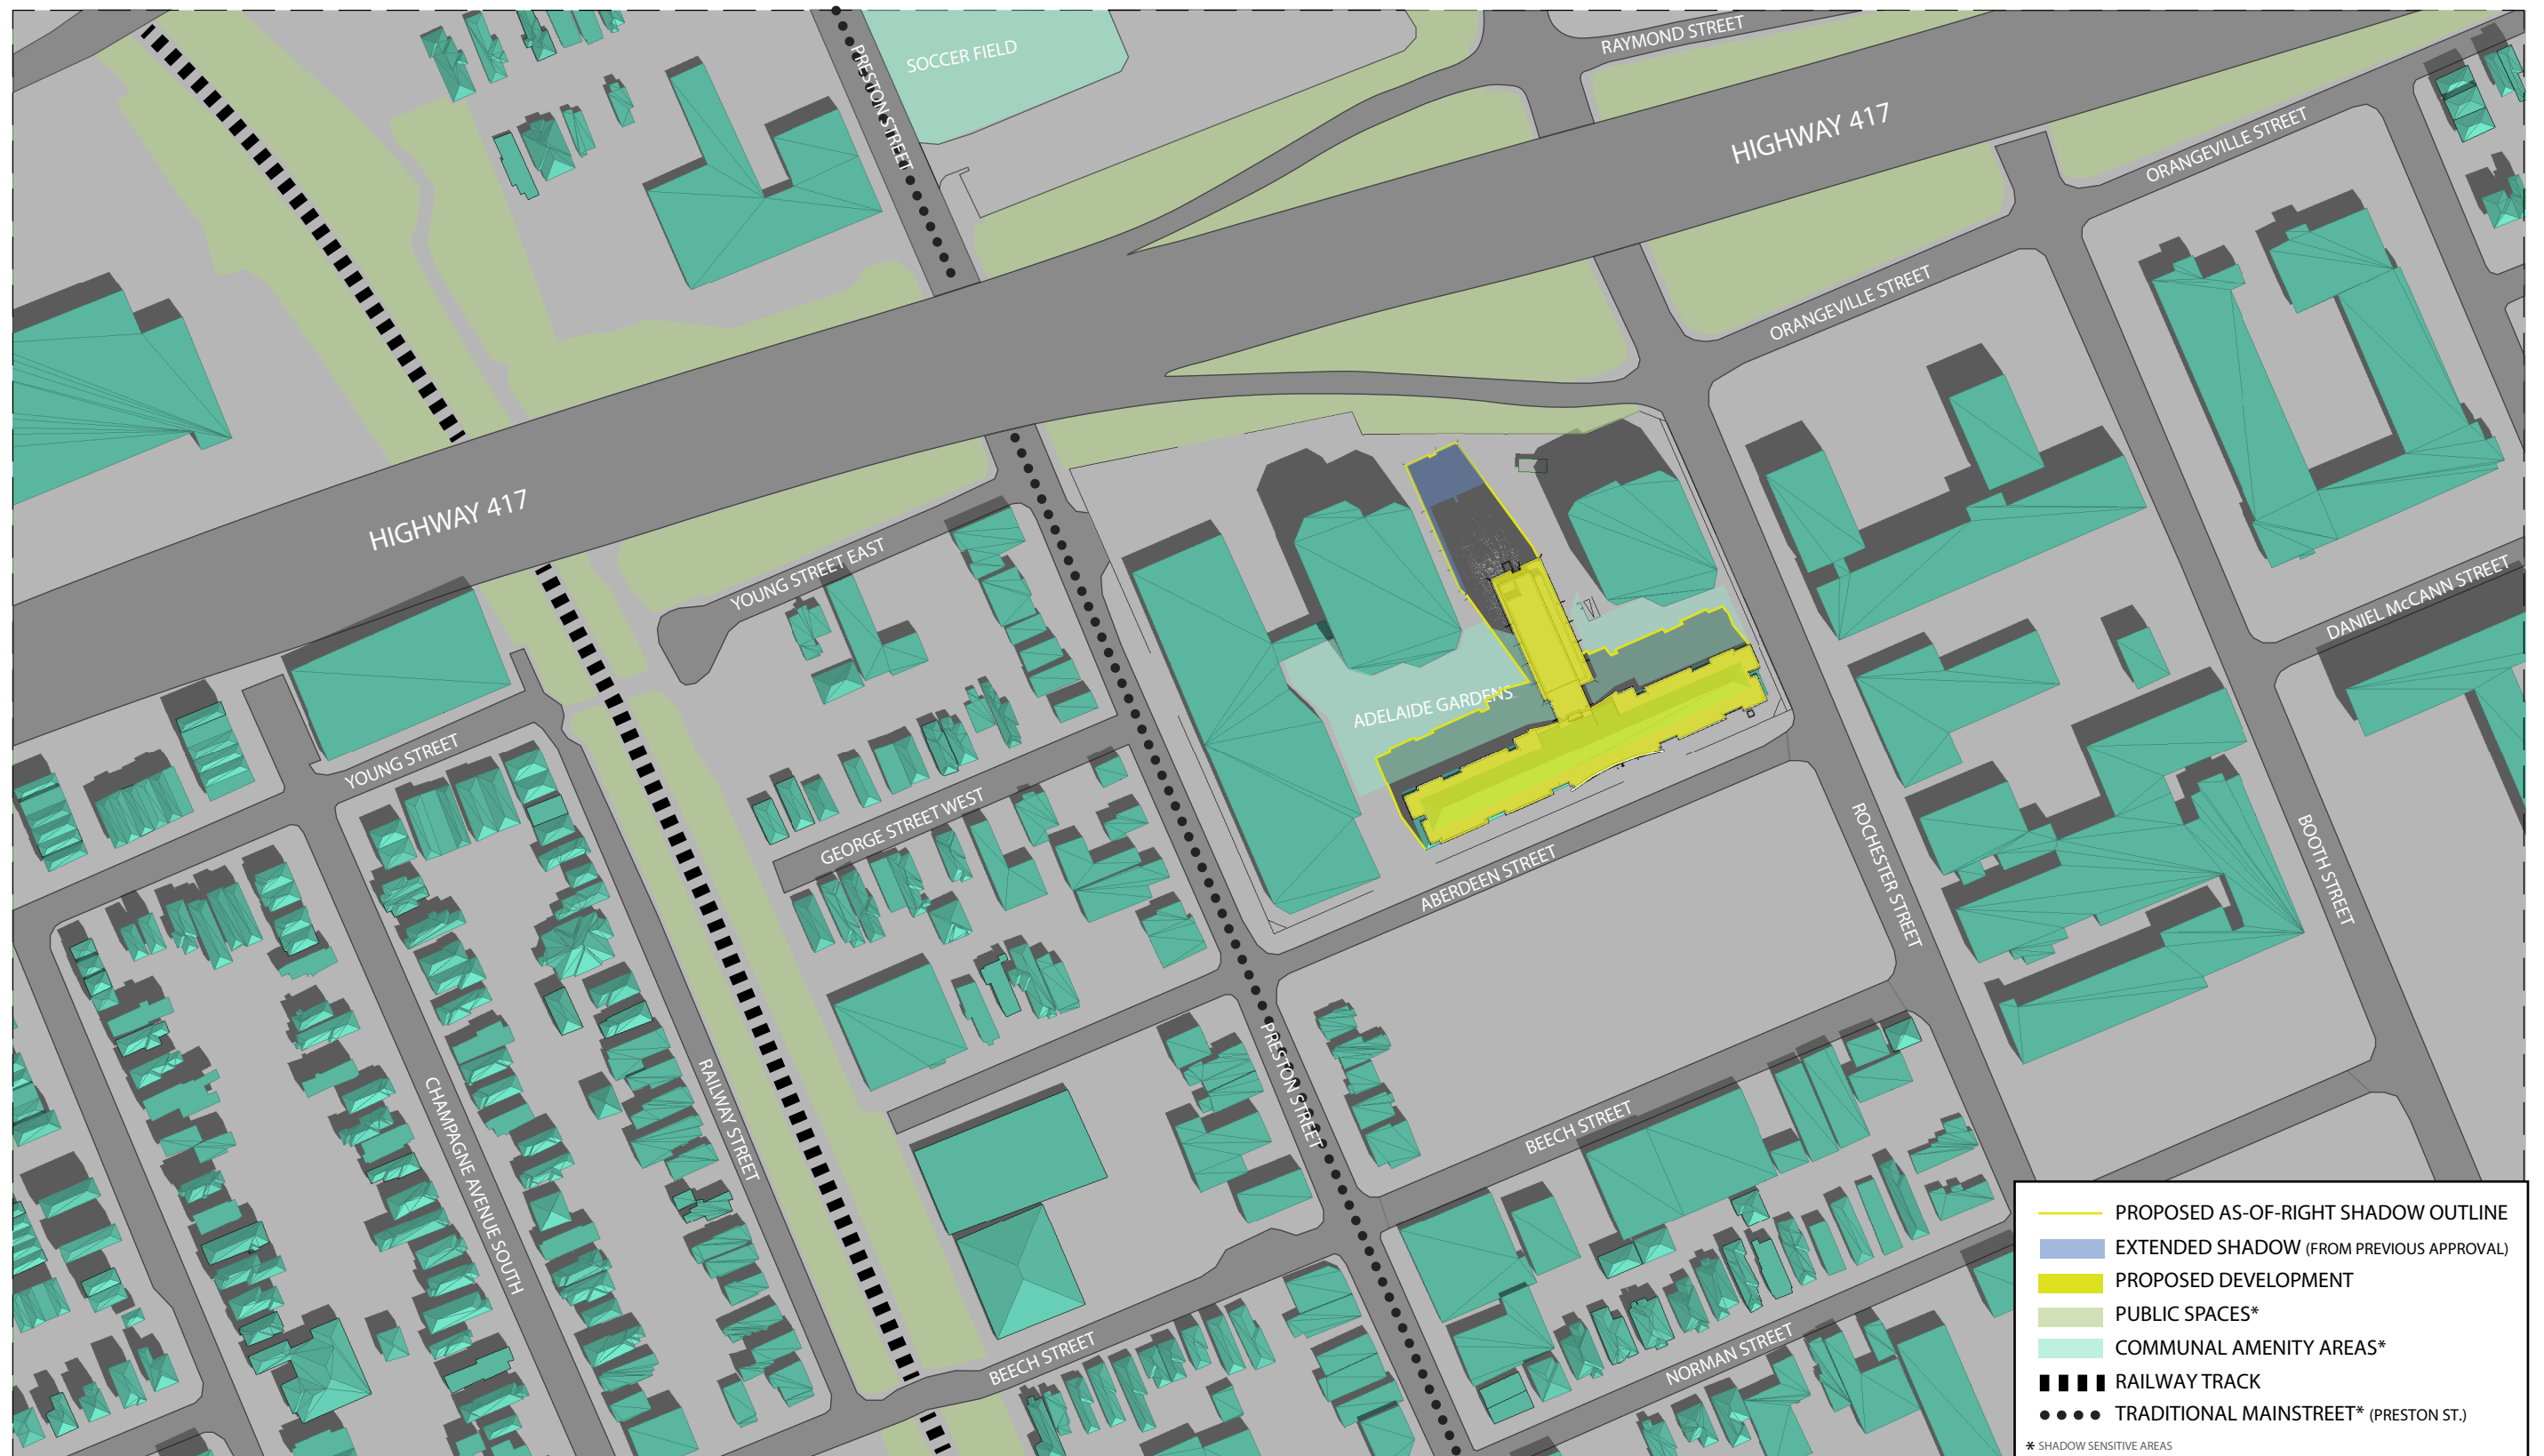 RAYMOND STREET
SOCCER FIELD
PRESTON STREET
HIGHWAY 417
ORANGEVILLE STREET
ORANGEVILLE STREET
HIGHWAY 417
YOUNG STREET EAST
DANIEL McCANN STREET
ADELAIDE GARDENS
YOUNG STREET
GEORGE STREET WEST
ABERDEEN STREET
ROCHESTER STREET
BOOTH STREET
PRESTON STREET
RAILWAY STREET
CHAMPAGNE AVENUE SOUTH
BEECH STREET
BEECH STREET
NORMAN STREET
PROPOSED AS-OF-RIGHT SHADOW OUTLINE
EXTENDED SHADOW (FROM PREVIOUS APPROVAL)
PROPOSED DEVELOPMENT
PUBLIC SPACES*
COMMUNAL AMENITY AREAS*
RAILWAY TRACK
TRADITIONAL MAINSTREET* (PRESTON ST.)
* SHADOW SENSITIVE AREAS